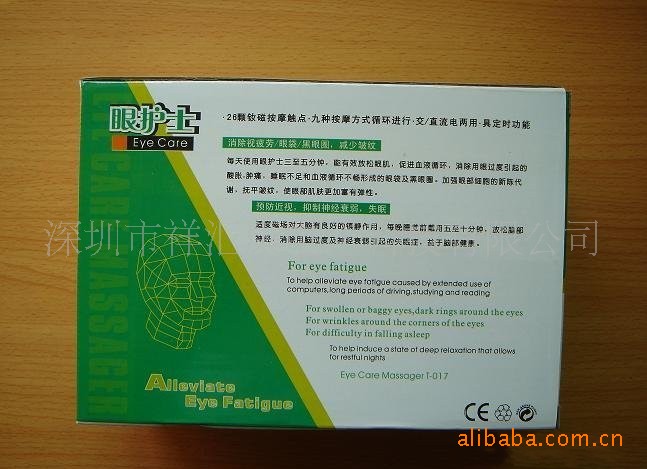 眼护士
Eye Care
·26颗钕磁按摩触点·九种按摩方式循环进行·交/直流电两用·具定时功能
消除视疲劳/眼袋/黑眼圈，减少皱纹
每天使用眼护士三至五分钟，能有效放松眼肌，促进血液循环，消除用眼过度引起的
酸胀、肿痛，睡眠不足和血液循环不畅形成的眼袋及黑眼圈。加强眼部细胞的新陈代
谢，抚平皱纹，使眼部肌肤更加富有弹性。
预防近视，抑制神经衰弱，失眠
适度磁场对大脑有良好的镇静作用，每晚睡觉前戴用五至十分钟，放松脑部
神经，消除用脑过度及神经衰弱引起的失眠症，益于脑部健康。
深圳市祥汇
有限公司
For eye fatigue
To help alleviate eye fatigue caused by extended use of
computers,long periods of driving,studying and reading
For swollen or baggy eyes,dark rings around the eyes
For wrinkles around the corners of the eyes
For difficulty in falling asleep
To help induce a state of deep relaxation that allows
for restful nights
Eye Care Massager T-017
Alleviate
Eye Fatigue
CE
alibaba.com.cn